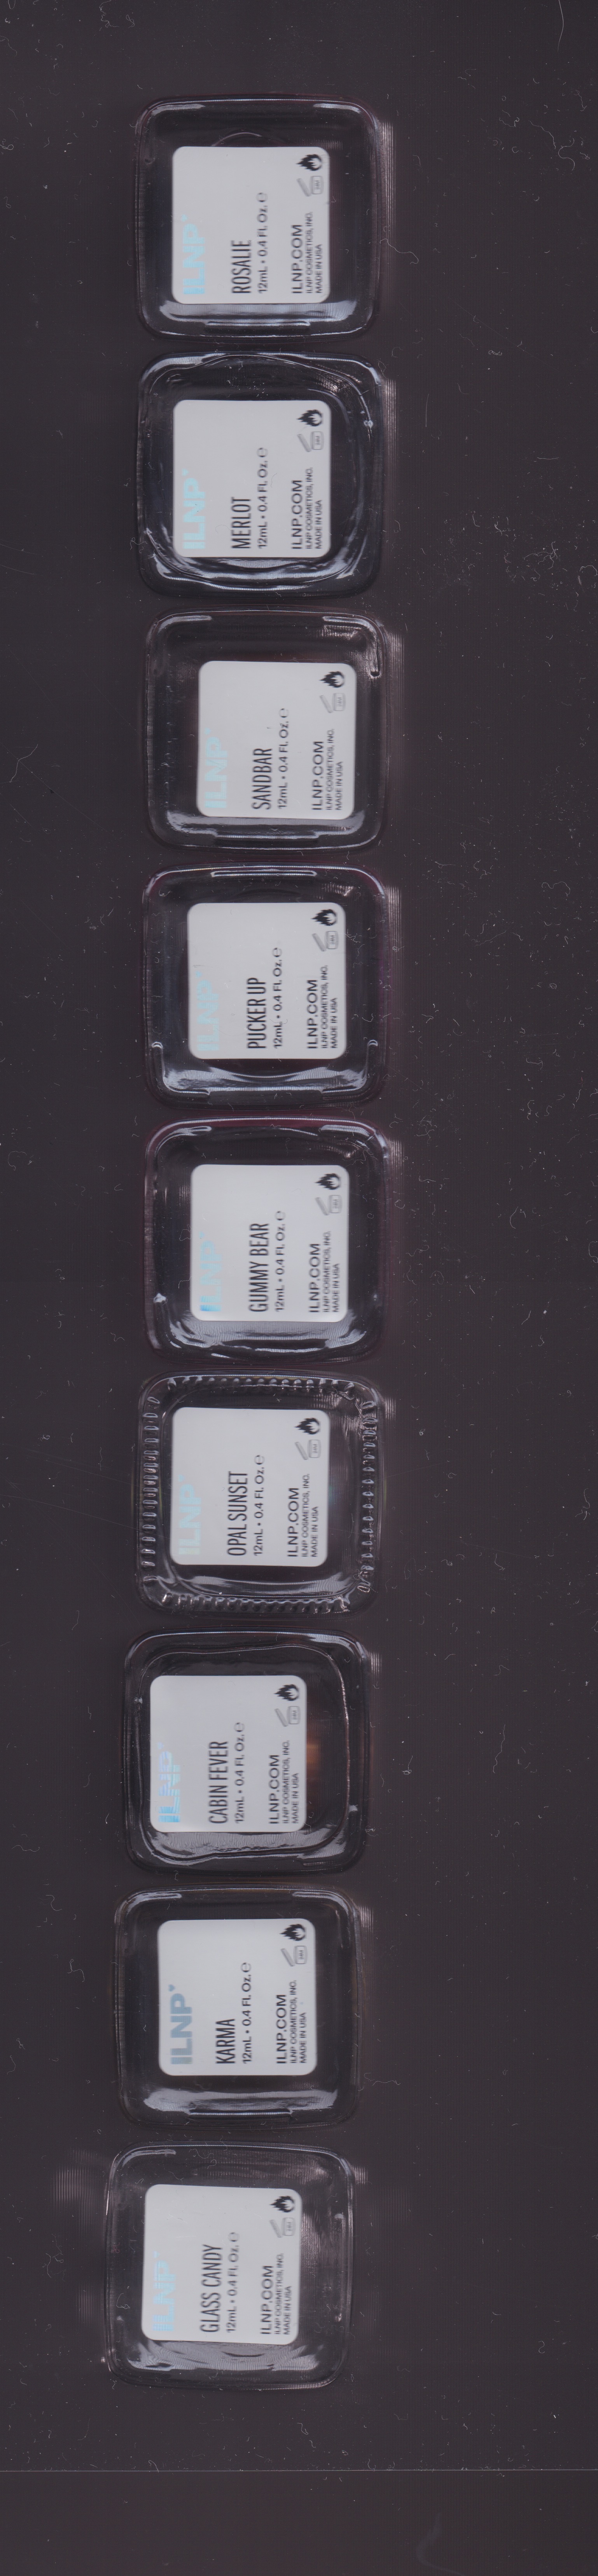 ILNP
ROSALIE
12mL • 0.4 Fl. Oz. ℮
ILNP.COM
ILNP COSMETICS, INC.
MADE IN USA
ILNP
MERLOT
12mL • 0.4 Fl. Oz. ℮
ILNP.COM
ILNP COSMETICS, INC.
MADE IN USA
ILNP
SANDBAR
12mL • 0.4 Fl. Oz. ℮
ILNP.COM
ILNP COSMETICS, INC.
MADE IN USA
ILNP
PUCKER UP
12mL • 0.4 Fl. Oz. ℮
ILNP.COM
ILNP COSMETICS, INC.
MADE IN USA
ILNP
GUMMY BEAR
12mL • 0.4 Fl. Oz. ℮
ILNP.COM
ILNP COSMETICS, INC.
MADE IN USA
ILNP
OPAL SUNSET
12mL • 0.4 Fl. Oz. ℮
ILNP.COM
ILNP COSMETICS, INC.
MADE IN USA
ILNP
CABIN FEVER
12mL • 0.4 Fl. Oz. ℮
ILNP.COM
ILNP COSMETICS, INC.
MADE IN USA
ILNP
KARMA
12mL • 0.4 Fl. Oz. ℮
ILNP.COM
ILNP COSMETICS, INC.
MADE IN USA
ILNP
GLASS CANDY
12mL • 0.4 Fl. Oz. ℮
ILNP.COM
ILNP COSMETICS, INC.
MADE IN USA